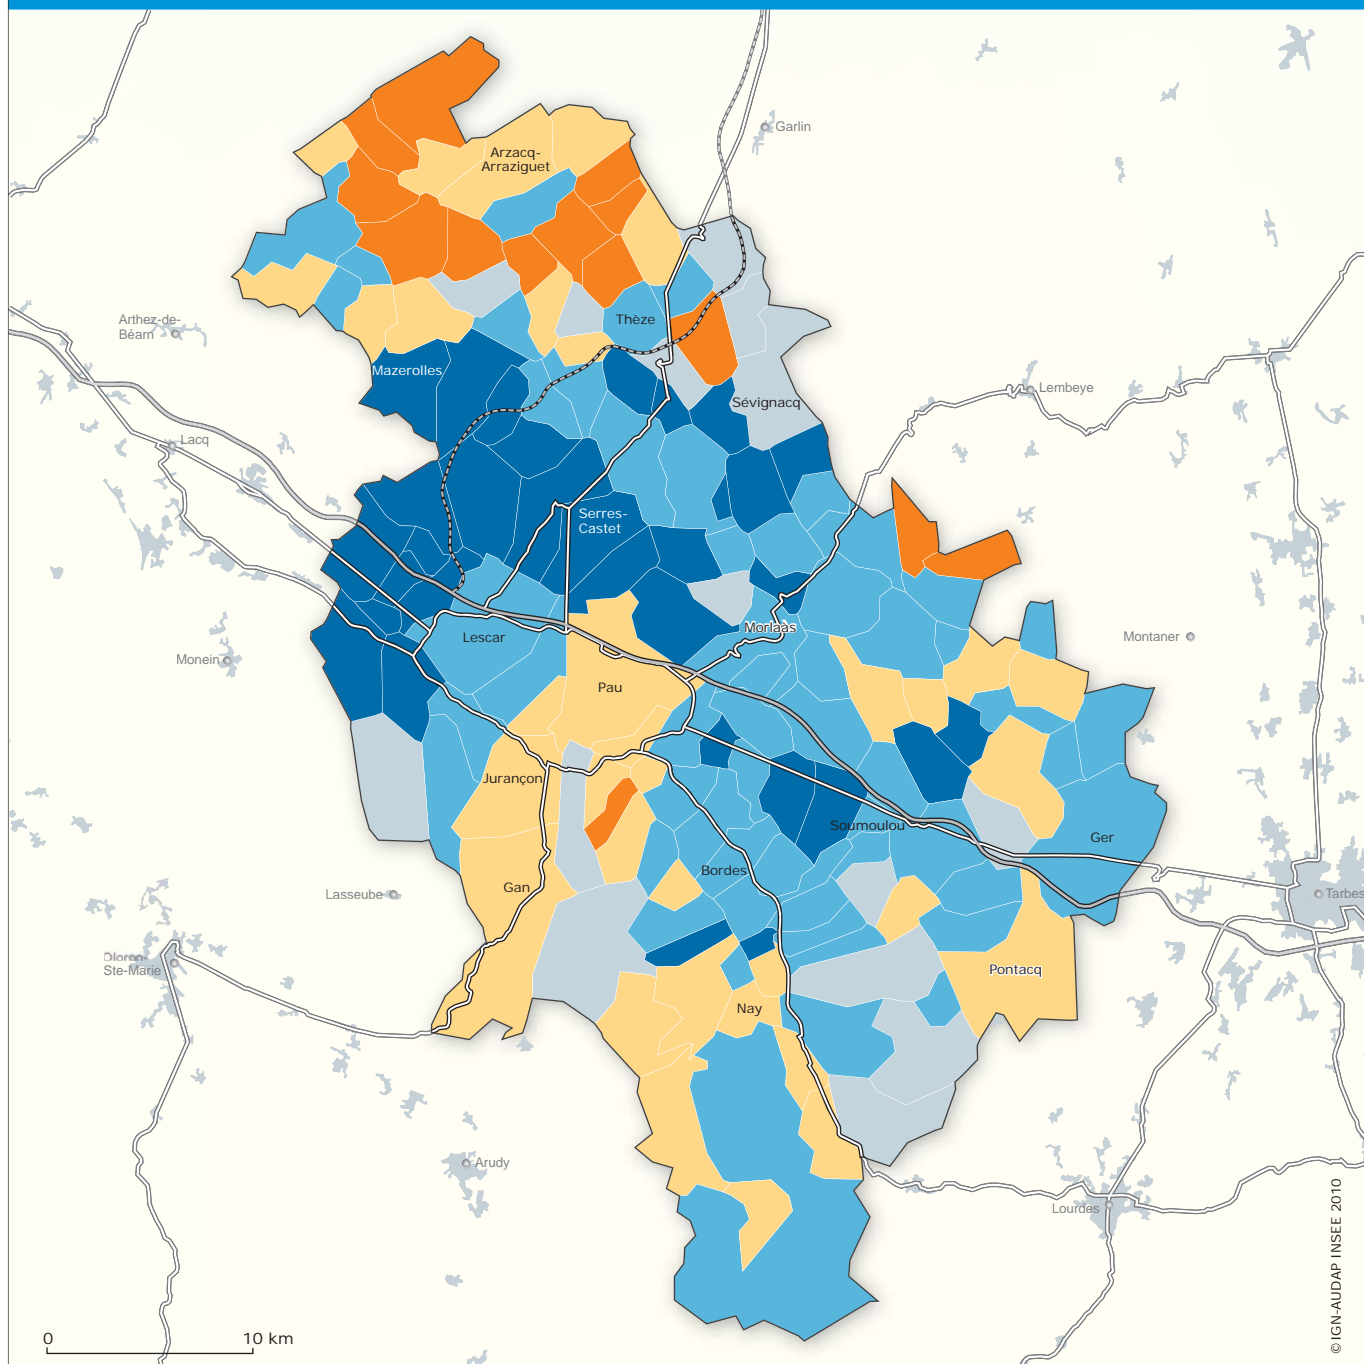 Garlin
Arzacq-
Arraziguet
Arthez-de-
Béarn
Thèze
Mazerolles
Lembeye
Sévignacq
Lacq
Serres-
Castet
Morlaàs
Lescar
Montaner
Monein
Pau
Jurançon
Soumoulou
Ger
Bordes
Gan
Lasseube
Tarbes
Oloron-
Ste-Marie
Pontacq
Nay
Arudy
Lourdes
© IGN-AUDAP INSEE 2010
0 10 km